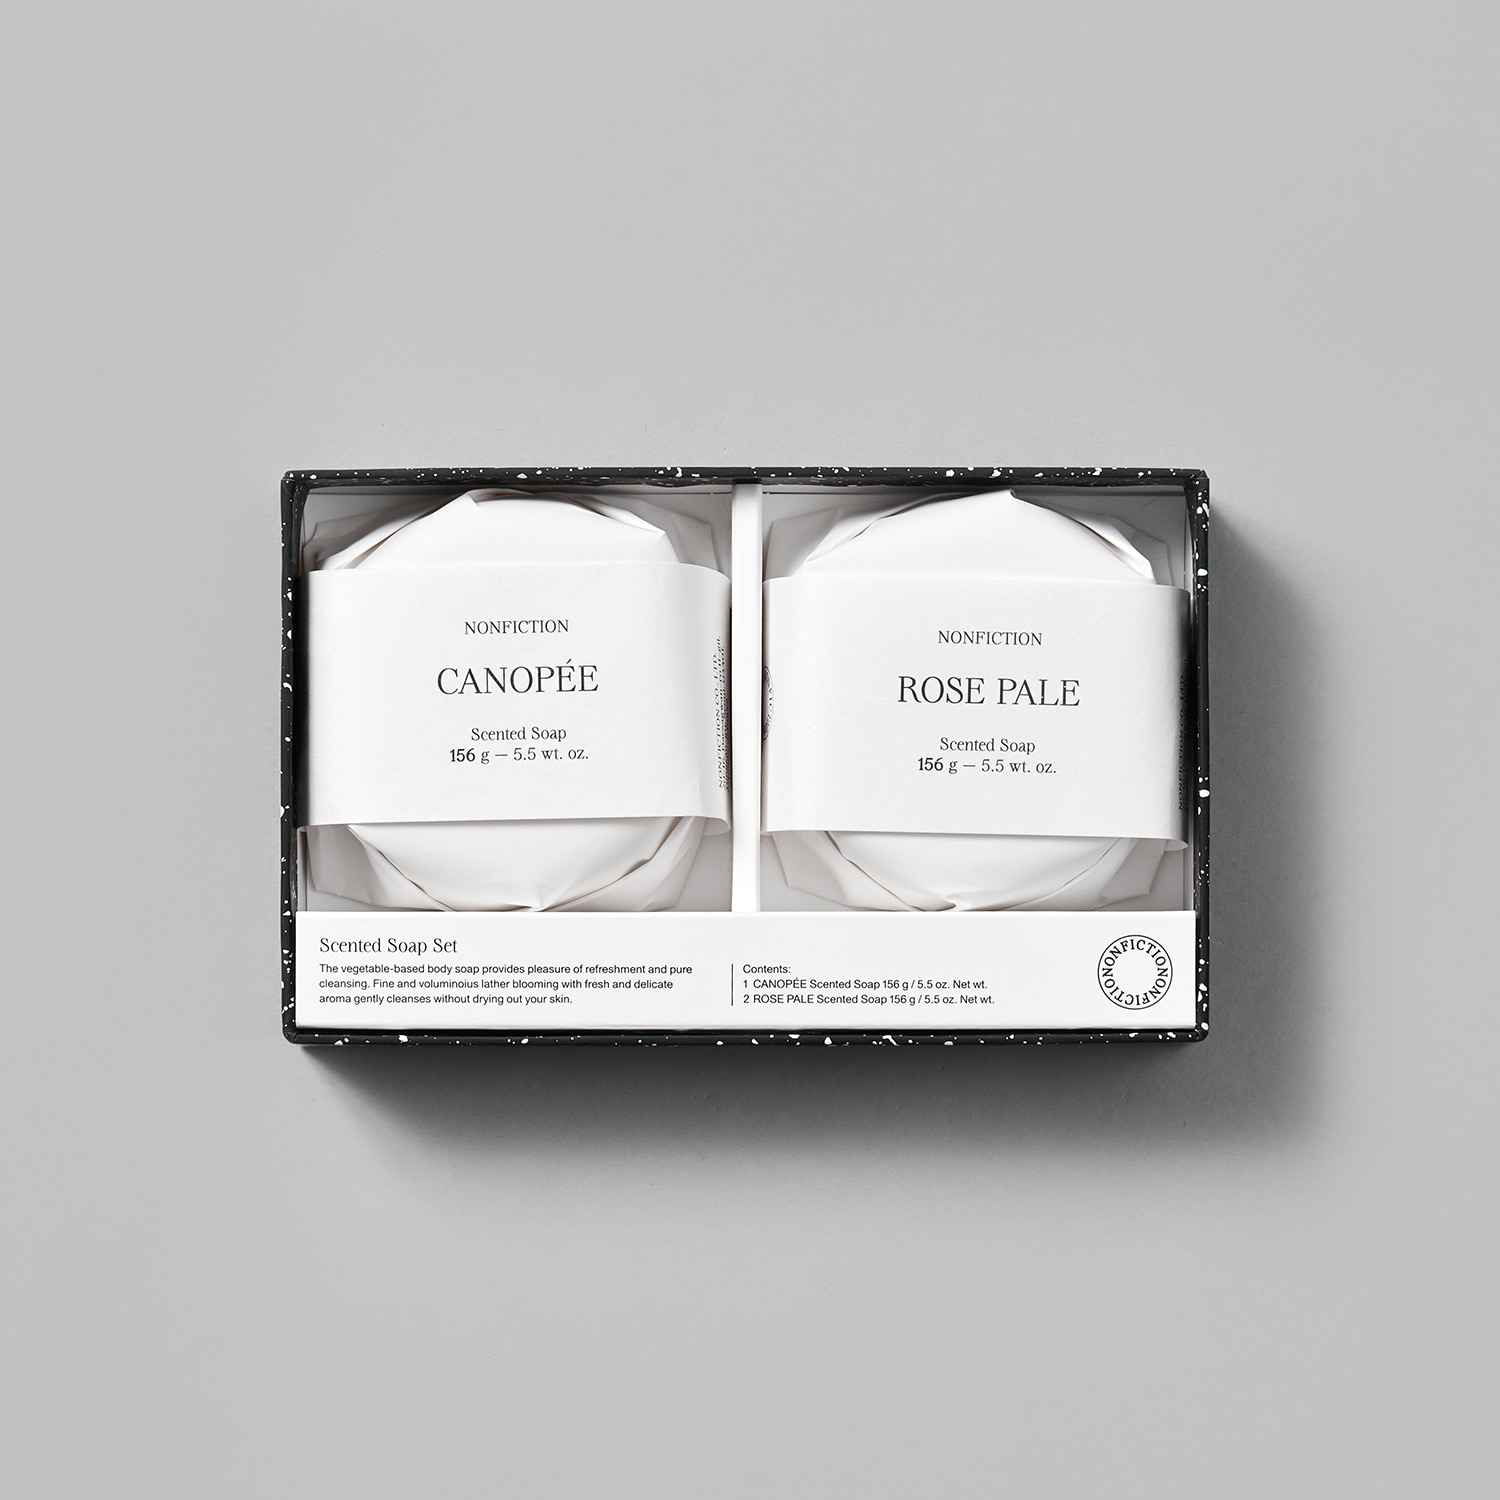 NONFICTION
CANOPÉE
Scented Soap
156 g — 5.5 wt. oz.
NONFICTION
ROSE PALE
Scented Soap
156 g — 5.5 wt. oz.
Scented Soap Set
The vegetable-based body soap provides pleasure of refreshment and pure
cleansing. Fine and voluminoius lather blooming with fresh and delicate
aroma gently cleanses without drying out your skin.
Contents:
1 CANOPÉE Scented Soap 156 g / 5.5 oz. Net wt.
2 ROSE PALE Scented Soap 156 g / 5.5 oz. Net wt.
NONFICTIONNONFICTION